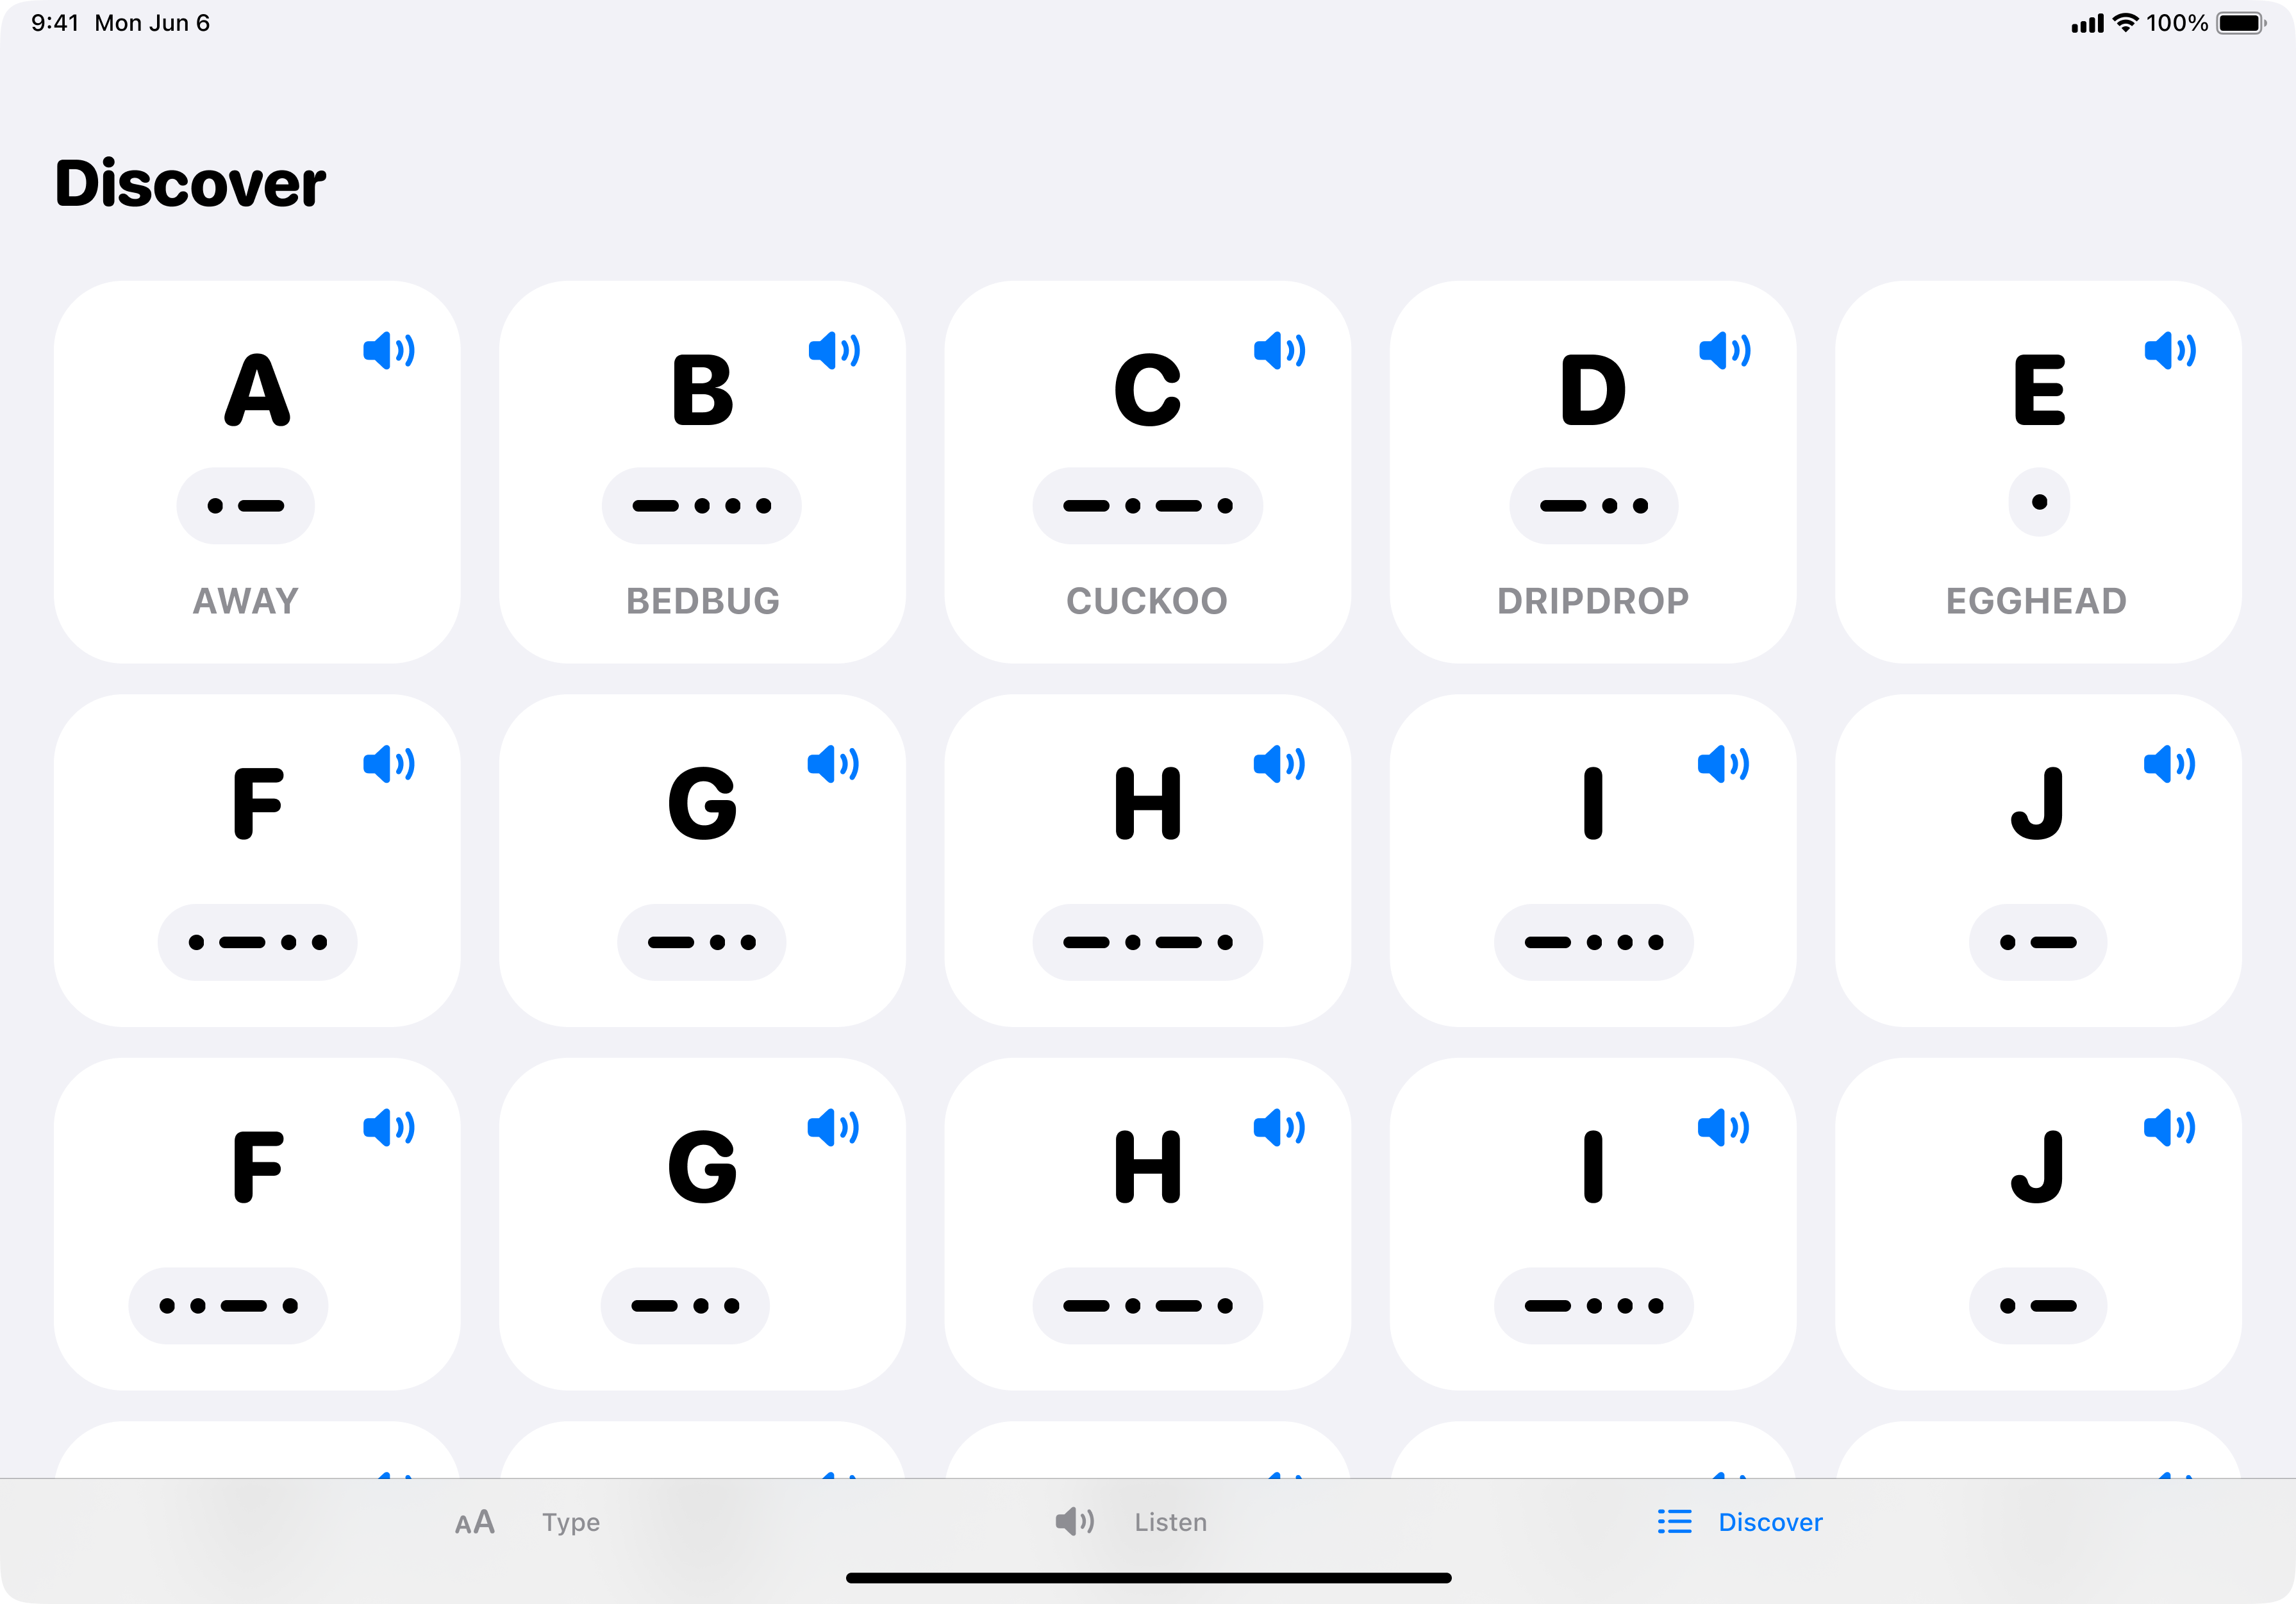 9:41 Mon Jun 6 100%
Discover
A B C D E
•— —••• —•—• —•• •
AWAY BEDBUG CUCKOO DRIPDROP EGGHEAD
F G H I J
•—•• —•• —•—• —••• •—
F G H I J
••—• —•• —•—• —••• •—
AA Type Listen Discover